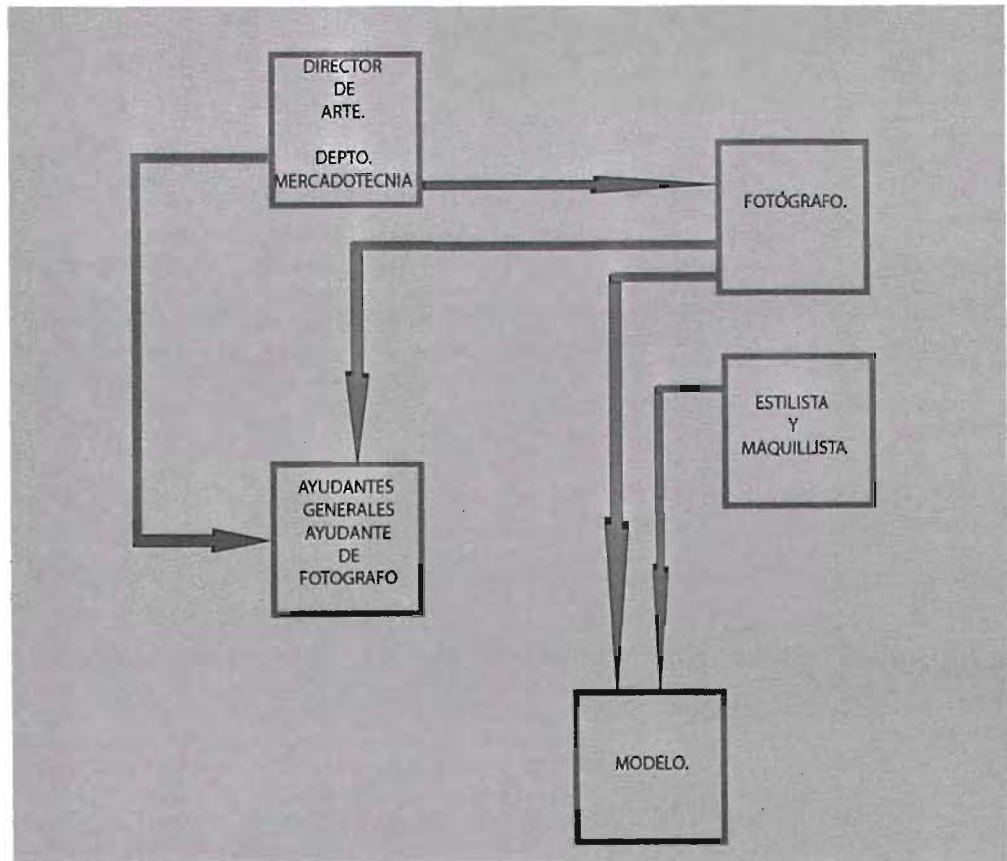 DIRECTOR
DE
ARTE.
DEPTO.
MERCADOTECNIA
FOTÓGRAFO.
ESTILISTA
Y
MAQUILLISTA
AYUDANTES
GENERALES
AYUDANTE
DE
FOTOGRAFO
MODELO.